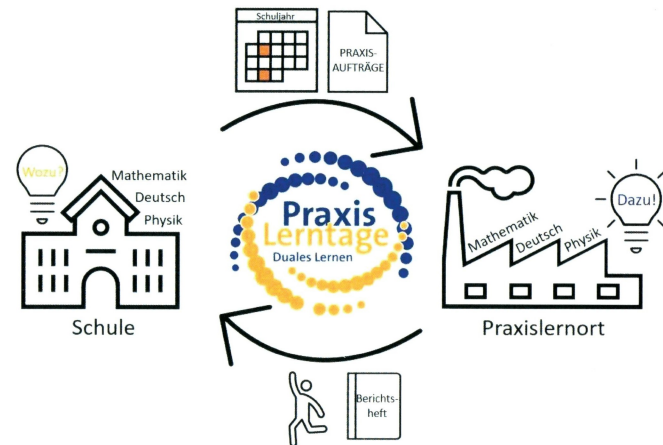 Schuljahr
PRAXIS-
AUFTRÄGE
Wozu?
Mathematik
Deutsch
Physik
Schule
Praxis
Lerntage
Duales Lernen
Mathematik
Deutsch
Physik
Dazu!
Praxislernort
Berichts-
heft